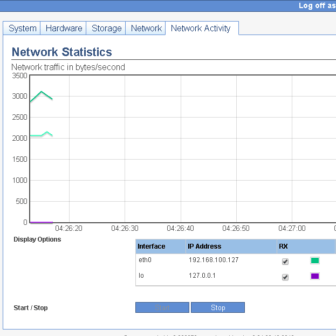 Log off as
System Hardware Storage Network Network Activity
Network Statistics
Network traffic in bytes/second
3500
3000
2500
2000
1500
1000
500
0
04:26:20 04:26:30 04:26:40 04:26:50 04:27:00
Display Options
Interface IP Address RX
eth0 192.168.100.127
lo 127.0.0.1
Start / Stop
Stop